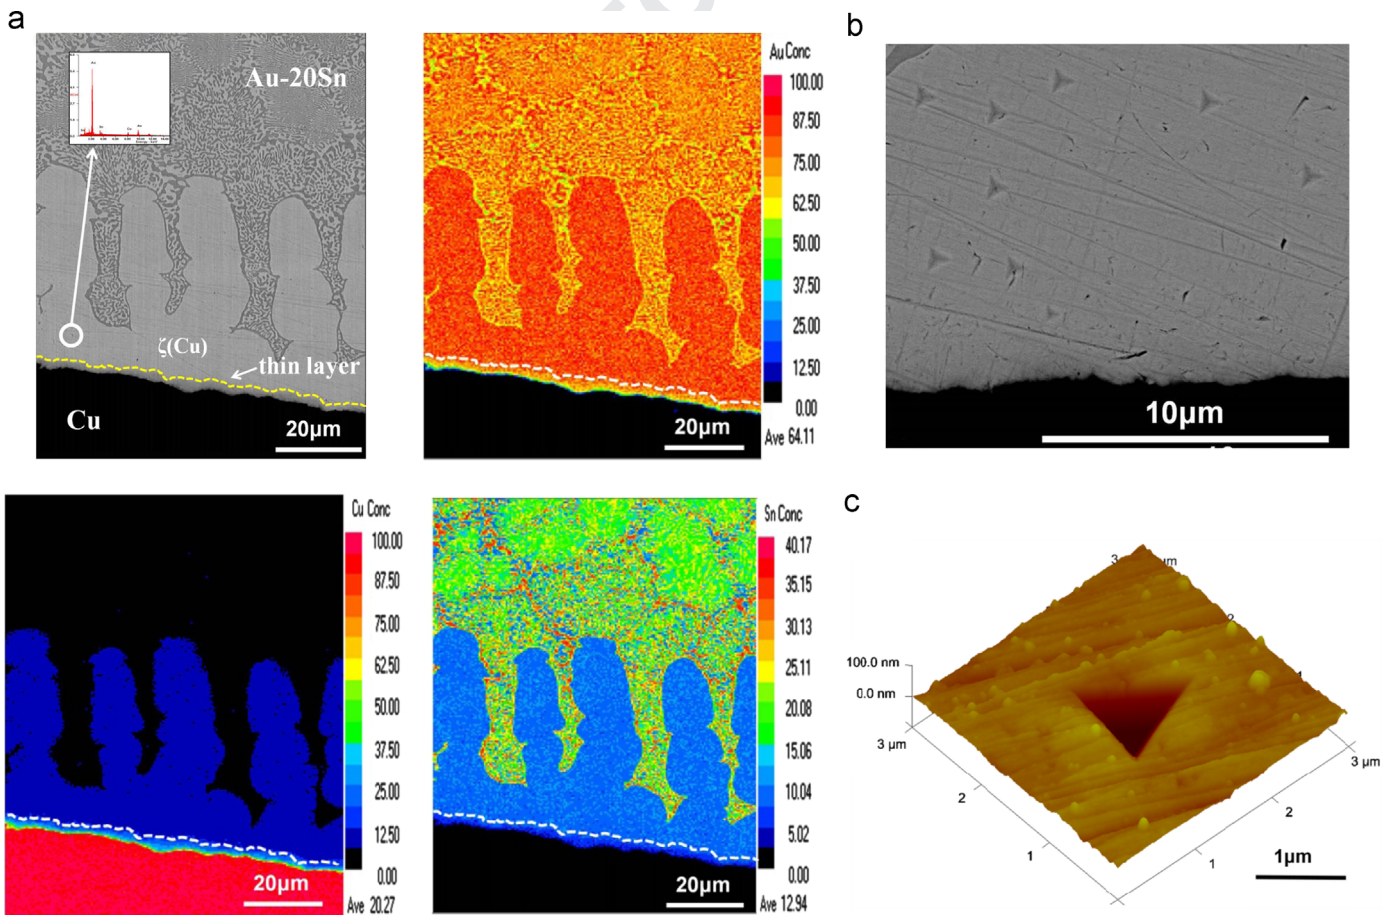 a
Au-20Sn
ζ(Cu)
thin layer
Cu
20μm
Au Conc
100.00
87.50
75.00
62.50
50.00
37.50
25.00
12.50
0.00
Ave 64.11
20μm
b
10μm
Cu Conc
100.00
87.50
75.00
62.50
50.00
37.50
25.00
12.50
0.00
Ave 20.27
20μm
Sn Conc
40.17
35.15
30.13
25.11
20.08
15.06
10.04
5.02
0.00
Ave 12.94
20μm
c
100.0 nm
0.0 nm
3 μm
2
1
1
2
3 μm
1μm